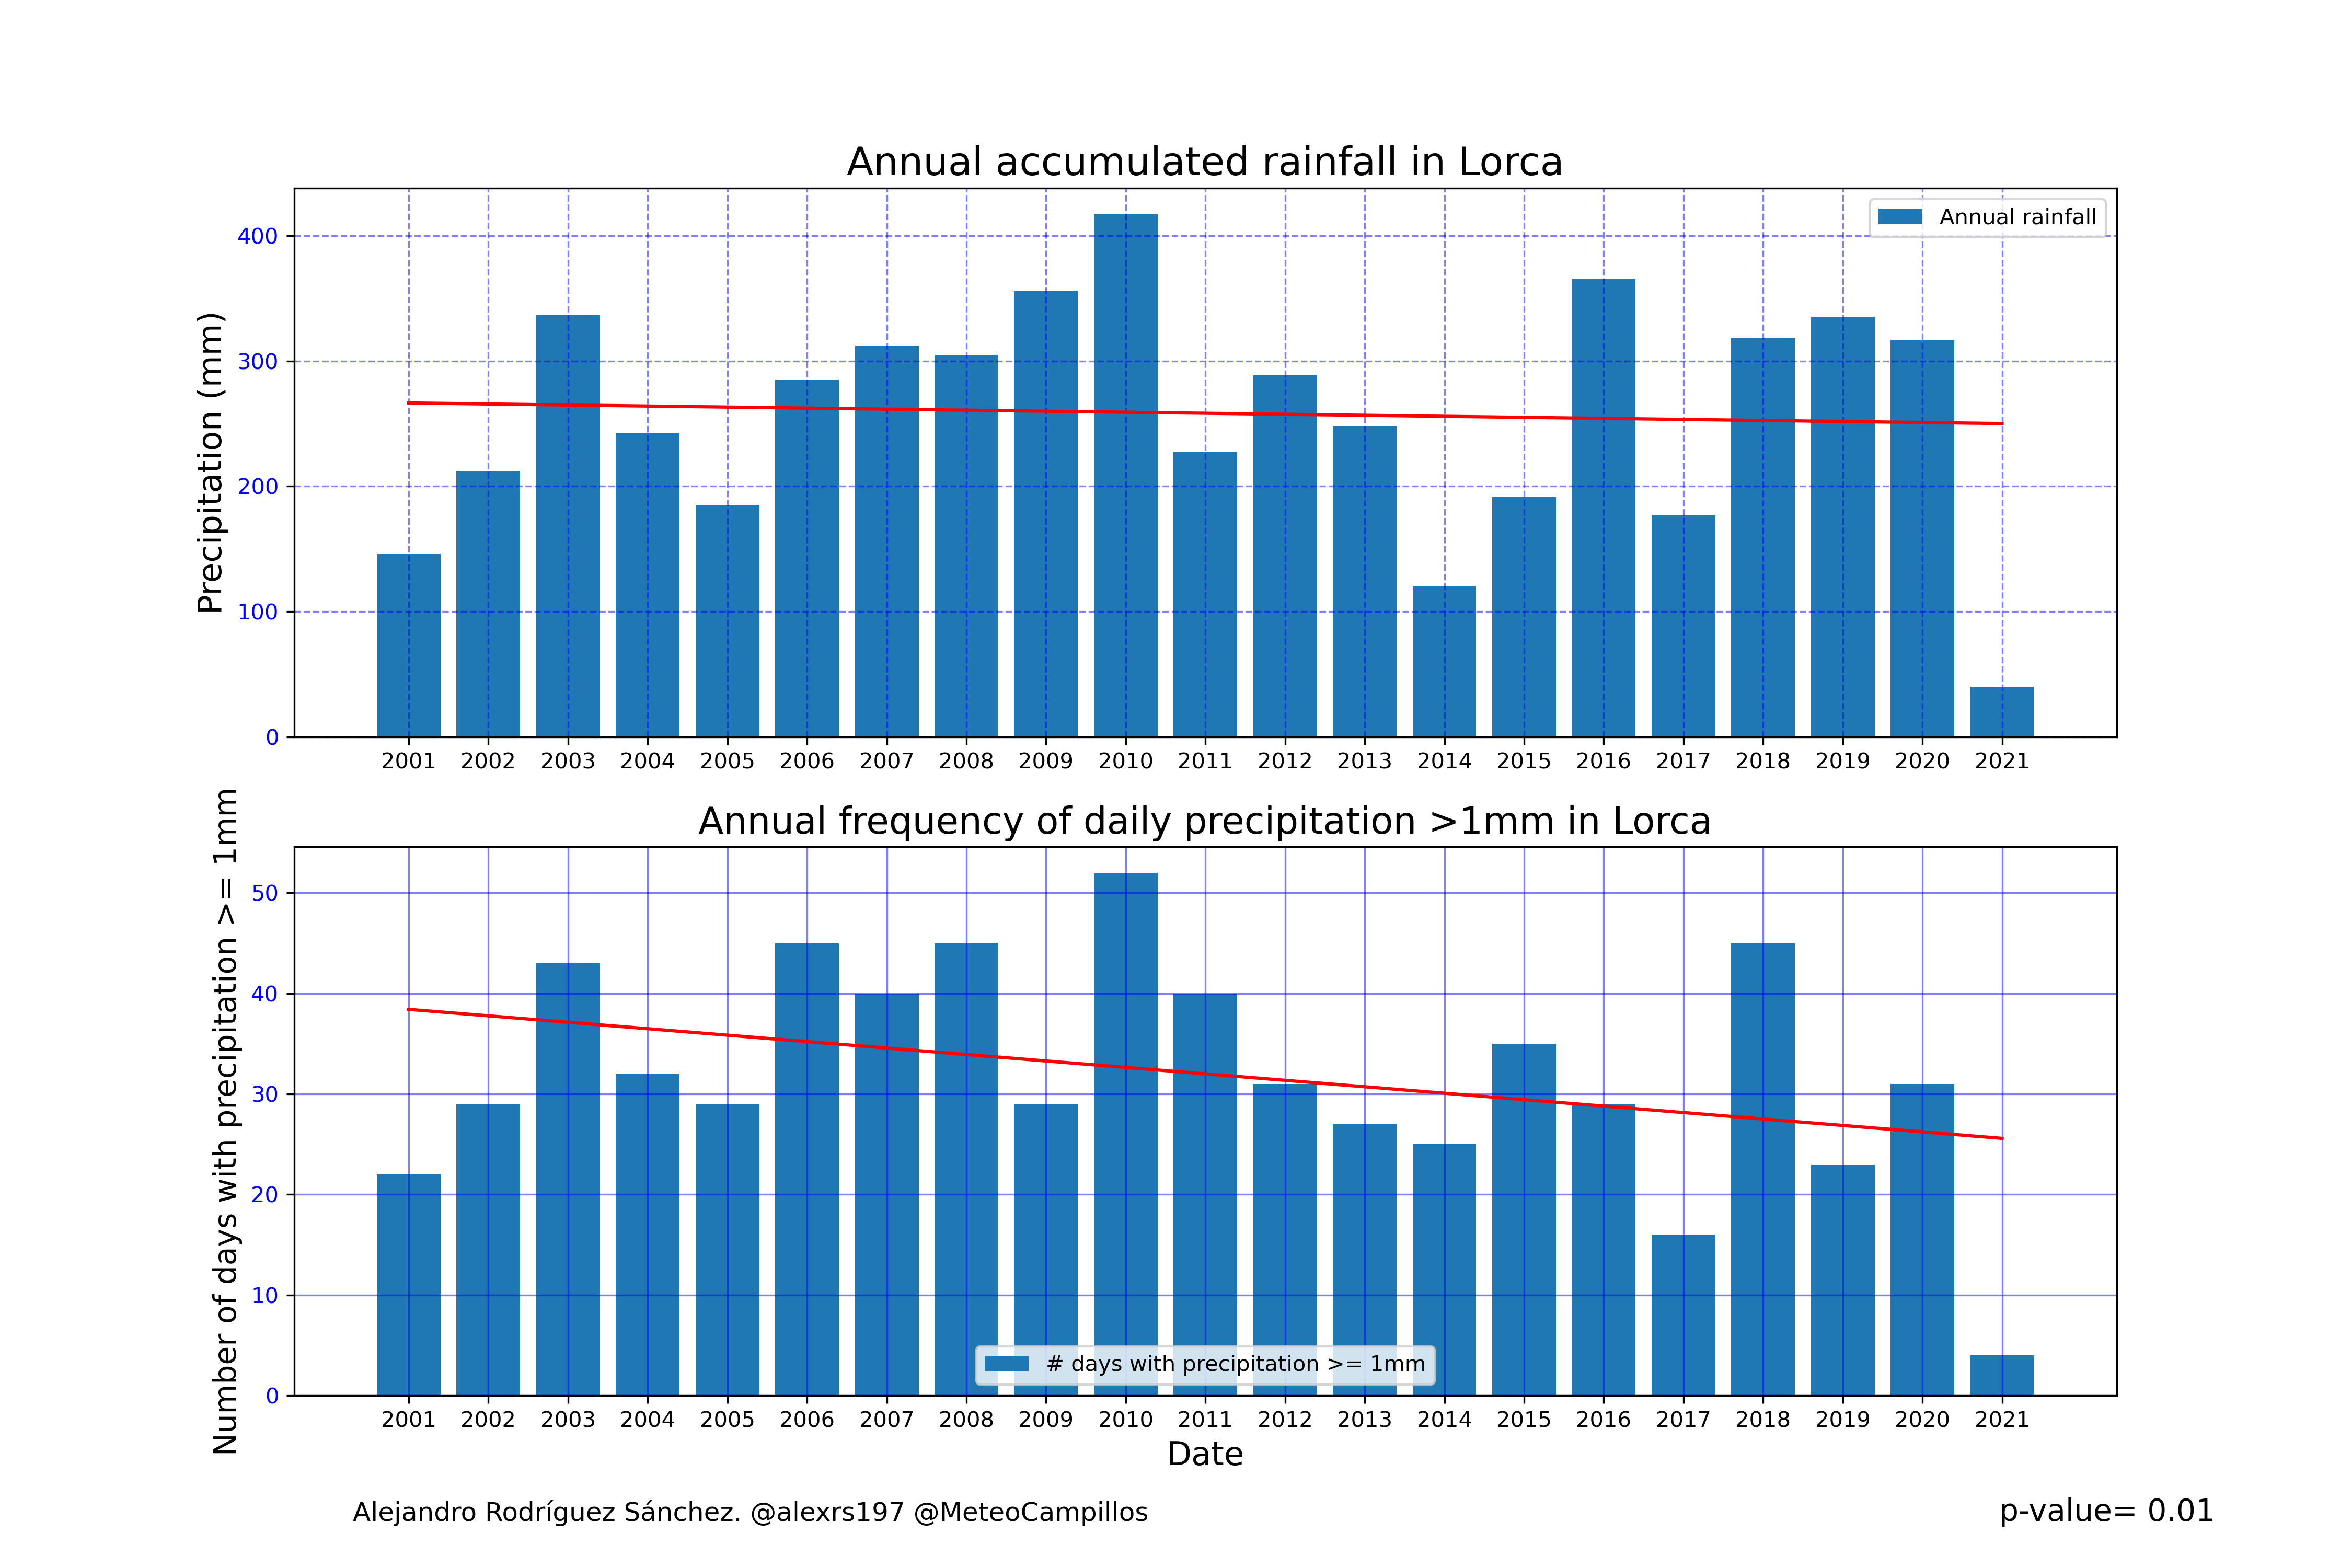 Annual accumulated rainfall in Lorca
Precipitation (mm)
400
300
200
100
0
Annual rainfall
2001 2002 2003 2004 2005 2006 2007 2008 2009 2010 2011 2012 2013 2014 2015 2016 2017 2018 2019 2020 2021
Annual frequency of daily precipitation >1mm in Lorca
Number of days with precipitation >= 1mm
50
40
30
20
10
0
# days with precipitation >= 1mm
2001 2002 2003 2004 2005 2006 2007 2008 2009 2010 2011 2012 2013 2014 2015 2016 2017 2018 2019 2020 2021
Date
Alejandro Rodríguez Sánchez. @alexrs197 @MeteoCampillos
p-value= 0.01